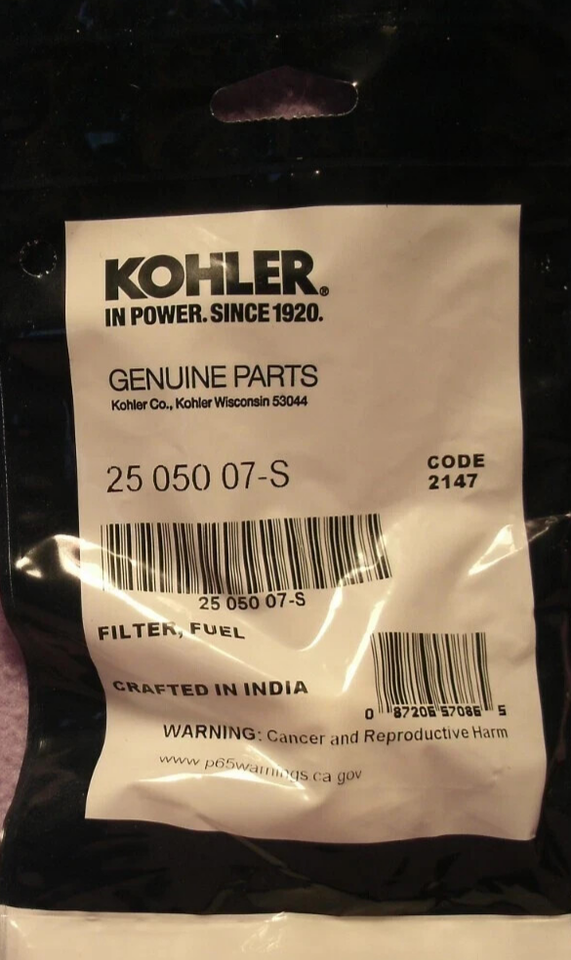 KOHLER®
IN POWER. SINCE 1920.
GENUINE PARTS
Kohler Co., Kohler Wisconsin 53044
25 050 07-S
CODE
2147
25 050 07-S
FILTER, FUEL
CRAFTED IN INDIA
0 87206 57086 5
WARNING: Cancer and Reproductive Harm
www p65warnings ca gov